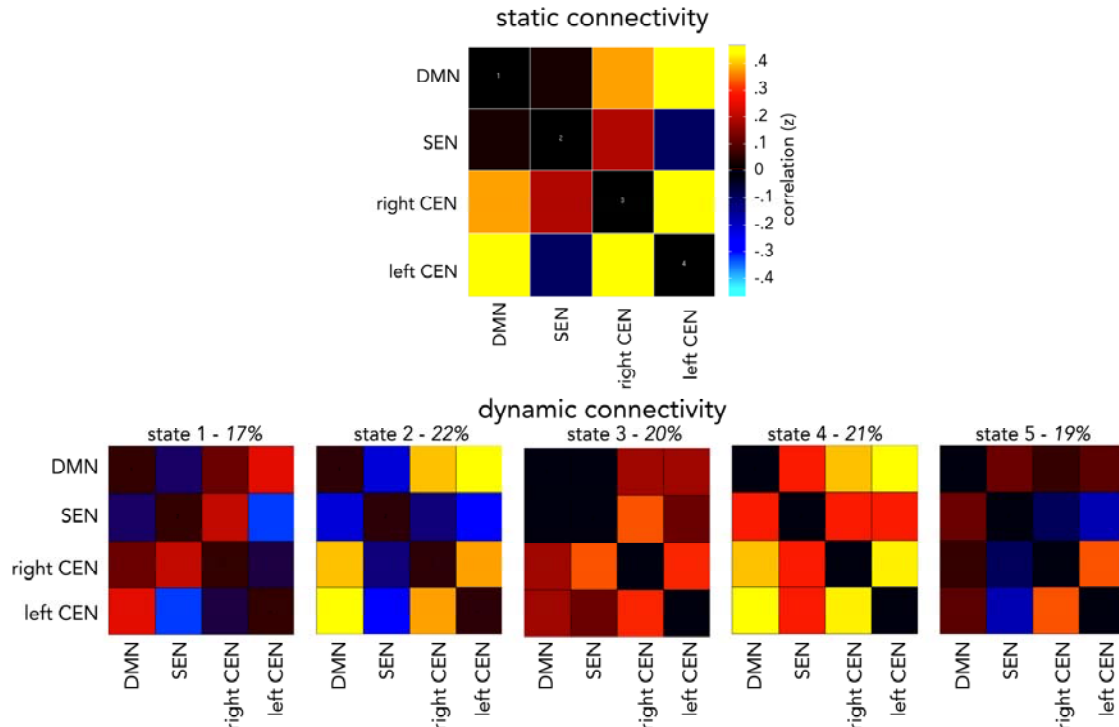 static connectivity
DMN
SEN
right CEN
left CEN
1
2
3
4
DMN
SEN
right CEN
left CEN
.4
.3
.2
.1
0
-.1
-.2
-.3
-.4
correlation (z)
dynamic connectivity
state 1 - 17%
state 2 - 22%
state 3 - 20%
state 4 - 21%
state 5 - 19%
DMN
SEN
right CEN
left CEN
DMN
SEN
right CEN
left CEN
DMN
SEN
right CEN
left CEN
DMN
SEN
right CEN
left CEN
DMN
SEN
right CEN
left CEN
DMN
SEN
right CEN
left CEN